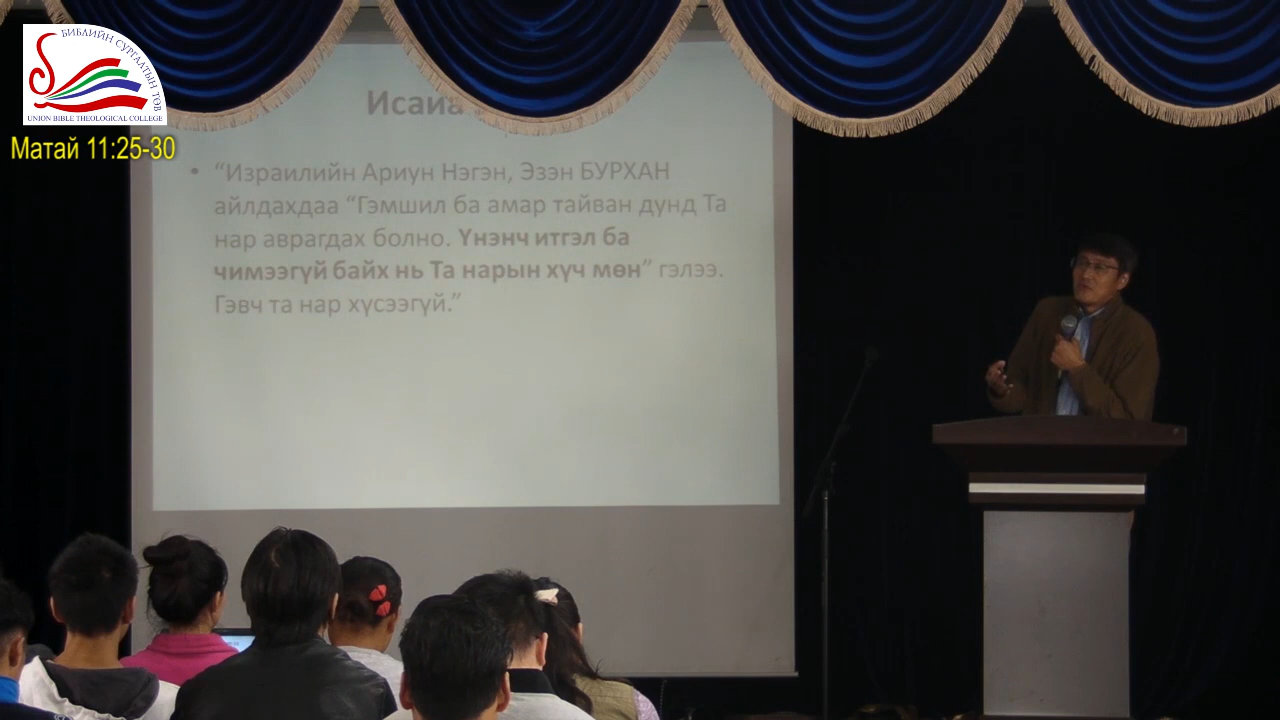 БИБЛИЙН СУРГАЛТЫН ТӨВ
UNION BIBLE THEOLOGICAL COLLEGE
Матай 11:25-30
Исаиа
• “Израилийн Ариун Нэгэн, Эзэн БУРХАН
айлдахдаа “Гэмшил ба амар тайван дунд Та
нар аврагдах болно. Үнэнч итгэл ба
чимээгүй байх нь Та нарын хүч мөн” гэлээ.
Гэвч та нар хүсээгүй.”